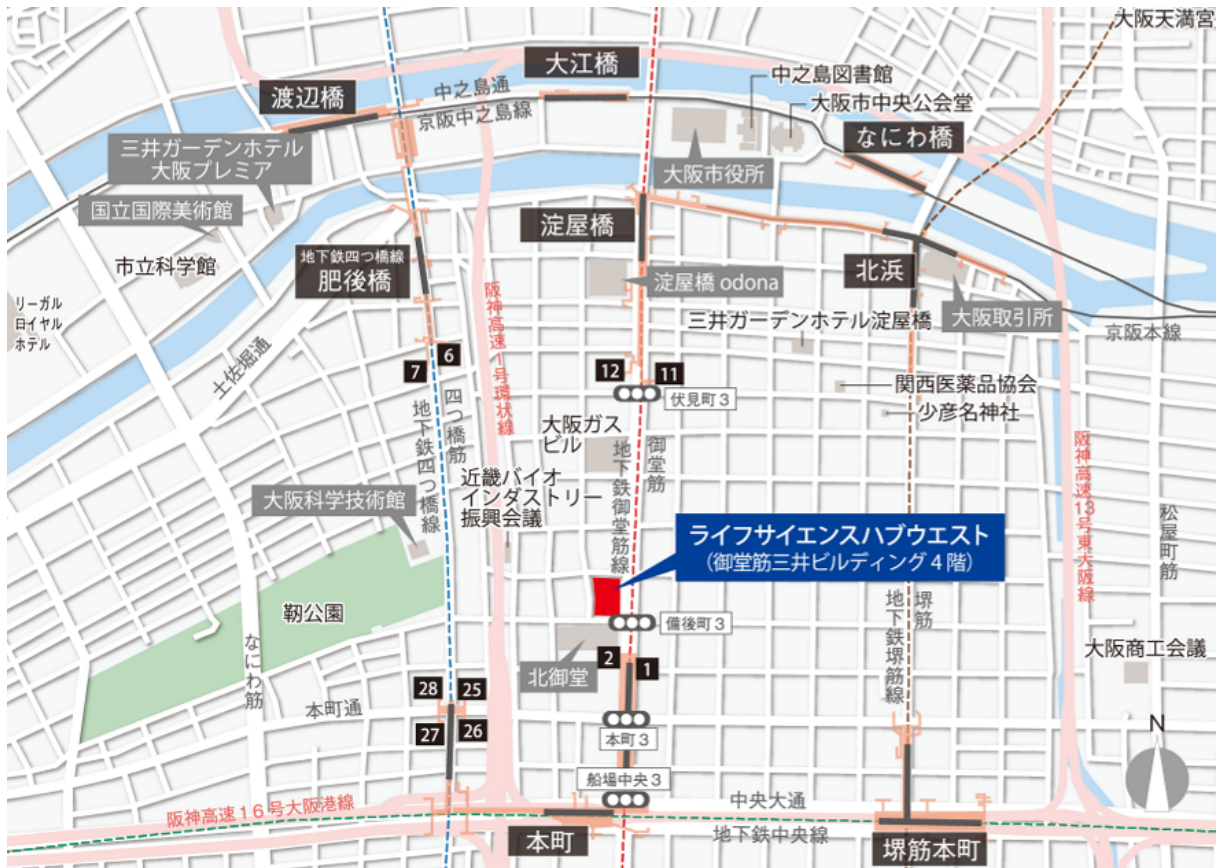 大阪天満宮
大江橋
中之島図書館
渡辺橋
中之島通
京阪中之島線
大阪市中央公会堂
なにわ橋
三井ガーデンホテル
大阪プレミア
大阪市役所
国立国際美術館
淀屋橋
地下鉄四つ橋線
肥後橋
市立科学館
北浜
淀屋橋 odona
大阪取引所
リーガル
ロイヤル
ホテル
阪神高速1号環状線
三井ガーデンホテル淀屋橋
京阪本線
土佐堀通
7
6
12
11
伏見町3
関西医薬品協会
少彦名神社
四つ橋筋
地下鉄四つ橋線
大阪ガス
ビル
御堂筋
地下鉄御堂筋線
阪神高速13号東大阪線
近畿バイオ
インダストリー
振興会議
大阪科学技術館
松屋町筋
ライフサイエンスハブウエスト
(御堂筋三井ビルディング4階)
靭公園
備後町3
堺筋
地下鉄堺筋線
なにわ筋
北御堂
2
1
大阪商工会議
28
25
27
26
本町通
本町3
N
船場中央3
阪神高速16号大阪港線
中央大通
地下鉄中央線
本町
堺筋本町